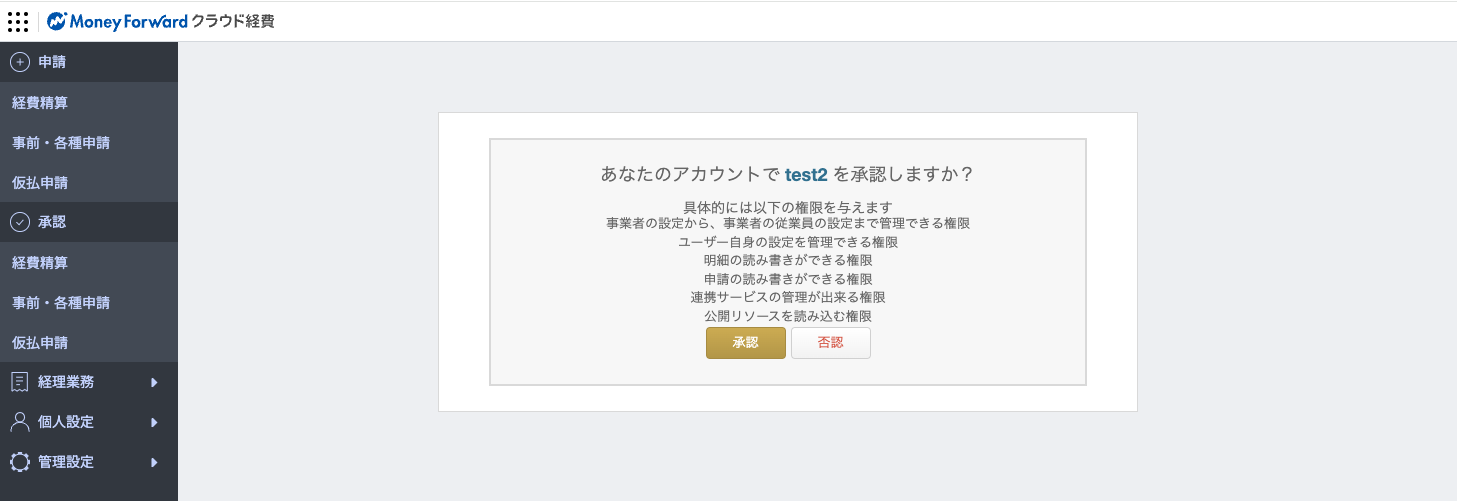 Money Forward クラウド経費
申請
経費精算
事前・各種申請
仮払申請
承認
経費精算
事前・各種申請
仮払申請
経理業務
個人設定
管理設定
あなたのアカウントで test2 を承認しますか？
具体的には以下の権限を与えます
事業者の設定から、事業者の従業員の設定まで管理できる権限
ユーザー自身の設定を管理できる権限
明細の読み書きができる権限
申請の読み書きができる権限
連携サービスの管理が出来る権限
公開リソースを読み込む権限
承認 否認